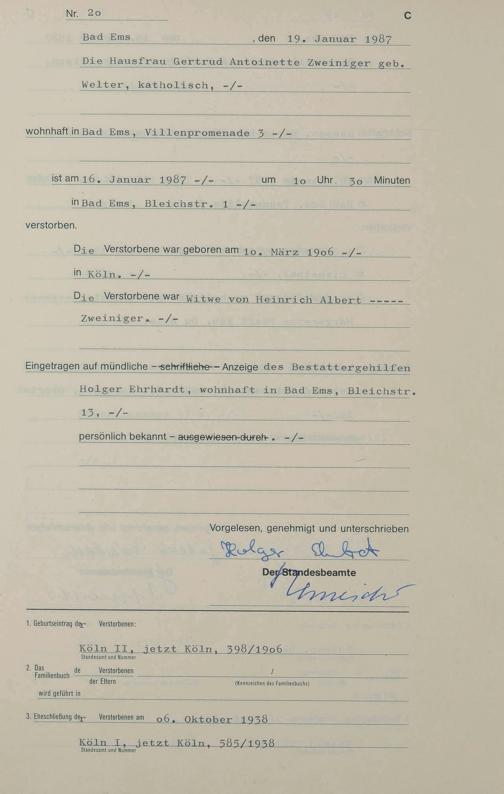 Nr. 2o
C
Bad Ems , den 19. Januar 1987
Die Hausfrau Gertrud Antoinette Zweiniger geb.
Welter, katholisch, -/-
wohnhaft in Bad Ems, Villenpromenade 3 -/-
ist am 16. Januar 1987 -/- um 1o Uhr 3o Minuten
in Bad Ems, Bleichstr. 1 -/-
verstorben.
Die Verstorbene war geboren am 1o. März 19o6 -/-
in Köln. -/-
Die Verstorbene war Witwe von Heinrich Albert -----
Zweiniger. -/-
Eingetragen auf mündliche – schriftliche – Anzeige des Bestattergehilfen
Holger Ehrhardt, wohnhaft in Bad Ems, Bleichstr.
13, -/-
persönlich bekannt – ausgewiesen durch . -/-
Vorgelesen, genehmigt und unterschrieben
Holger
Der Standesbeamte
1. Geburtseintrag der Verstorbenen:
Köln II, jetzt Köln, 398/19o6
Standesamt und Nummer
2. Das Familienbuch de Verstorbenen /
der Eltern (Kennzeichen des Familienbuchs)
wird geführt in
3. Eheschließung der Verstorbenen am o6. Oktober 1938
Köln I, jetzt Köln, 585/1938
Standesamt und Nummer